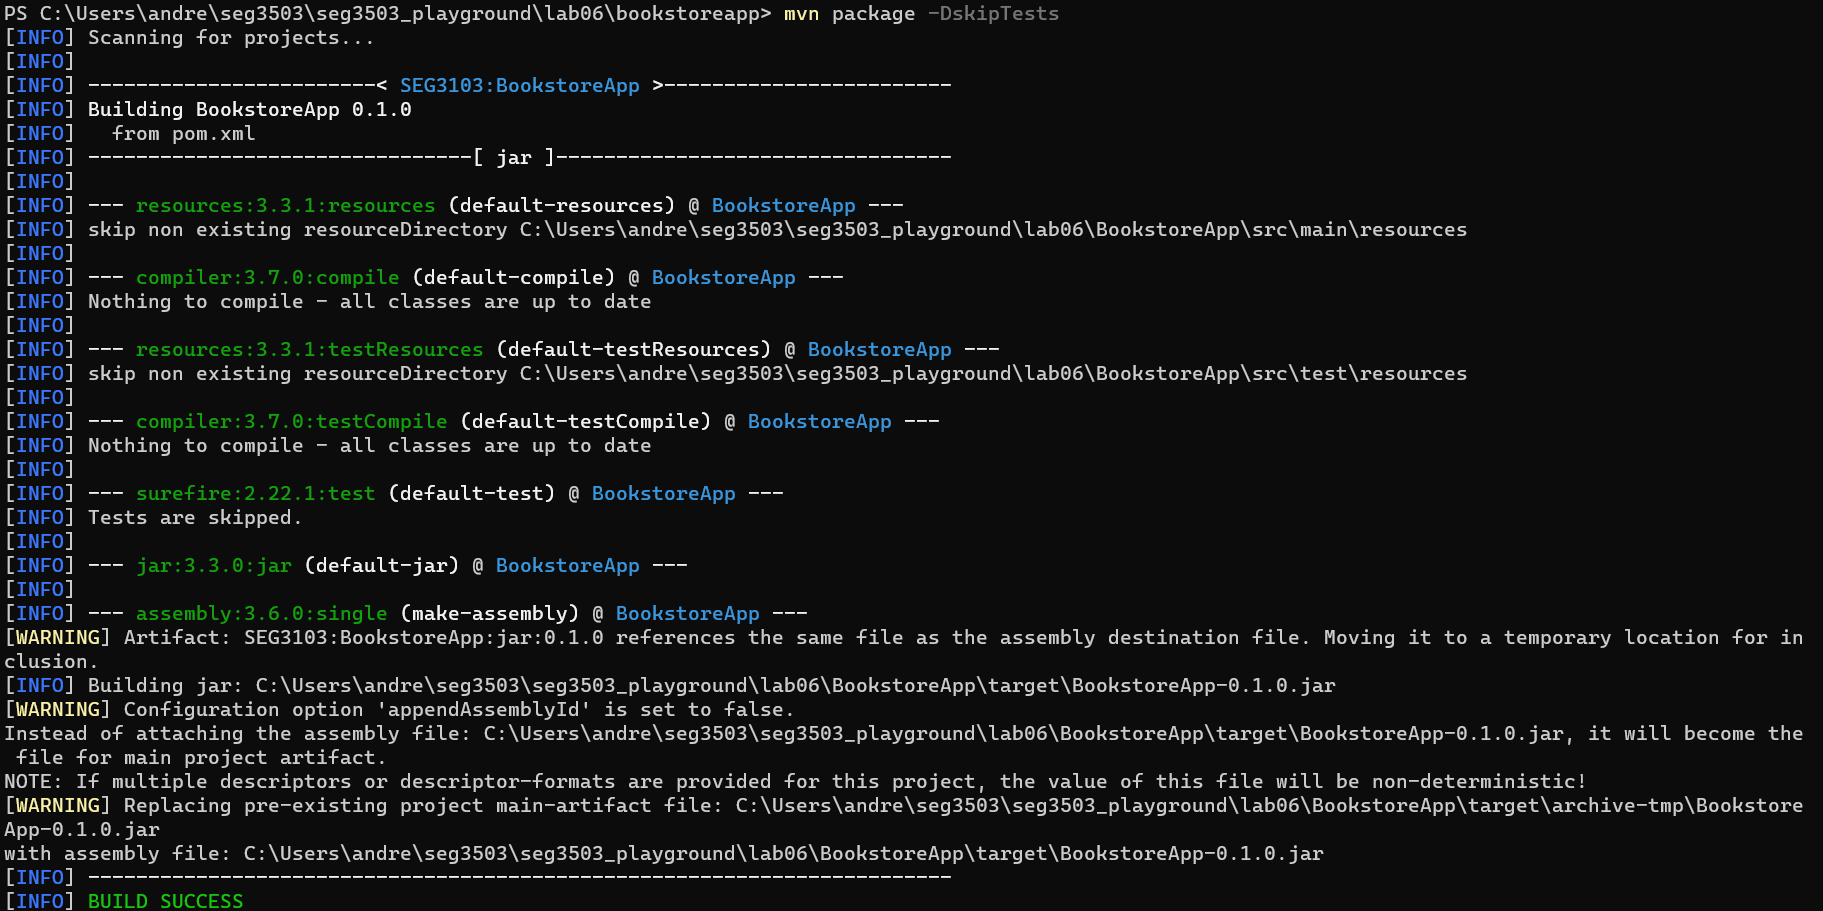 PS C:\Users\andre\seg3503\seg3503_playground\lab06\bookstoreapp> mvn package -DskipTests
[INFO] Scanning for projects...
[INFO]
[INFO] ------------------------< SEG3103:BookstoreApp >------------------------
[INFO] Building BookstoreApp 0.1.0
[INFO]   from pom.xml
[INFO] --------------------------------[ jar ]---------------------------------
[INFO]
[INFO] --- resources:3.3.1:resources (default-resources) @ BookstoreApp ---
[INFO] skip non existing resourceDirectory C:\Users\andre\seg3503\seg3503_playground\lab06\BookstoreApp\src\main\resources
[INFO]
[INFO] --- compiler:3.7.0:compile (default-compile) @ BookstoreApp ---
[INFO] Nothing to compile - all classes are up to date
[INFO]
[INFO] --- resources:3.3.1:testResources (default-testResources) @ BookstoreApp ---
[INFO] skip non existing resourceDirectory C:\Users\andre\seg3503\seg3503_playground\lab06\BookstoreApp\src\test\resources
[INFO]
[INFO] --- compiler:3.7.0:testCompile (default-testCompile) @ BookstoreApp ---
[INFO] Nothing to compile - all classes are up to date
[INFO]
[INFO] --- surefire:2.22.1:test (default-test) @ BookstoreApp ---
[INFO] Tests are skipped.
[INFO]
[INFO] --- jar:3.3.0:jar (default-jar) @ BookstoreApp ---
[INFO]
[INFO] --- assembly:3.6.0:single (make-assembly) @ BookstoreApp ---
[WARNING] Artifact: SEG3103:BookstoreApp:jar:0.1.0 references the same file as the assembly destination file. Moving it to a temporary location for in
clusion.
[INFO] Building jar: C:\Users\andre\seg3503\seg3503_playground\lab06\BookstoreApp\target\BookstoreApp-0.1.0.jar
[WARNING] Configuration option 'appendAssemblyId' is set to false.
Instead of attaching the assembly file: C:\Users\andre\seg3503\seg3503_playground\lab06\BookstoreApp\target\BookstoreApp-0.1.0.jar, it will become the
 file for main project artifact.
NOTE: If multiple descriptors or descriptor-formats are provided for this project, the value of this file will be non-deterministic!
[WARNING] Replacing pre-existing project main-artifact file: C:\Users\andre\seg3503\seg3503_playground\lab06\BookstoreApp\target\archive-tmp\Bookstore
App-0.1.0.jar
with assembly file: C:\Users\andre\seg3503\seg3503_playground\lab06\BookstoreApp\target\BookstoreApp-0.1.0.jar
[INFO] ------------------------------------------------------------------------
[INFO] BUILD SUCCESS